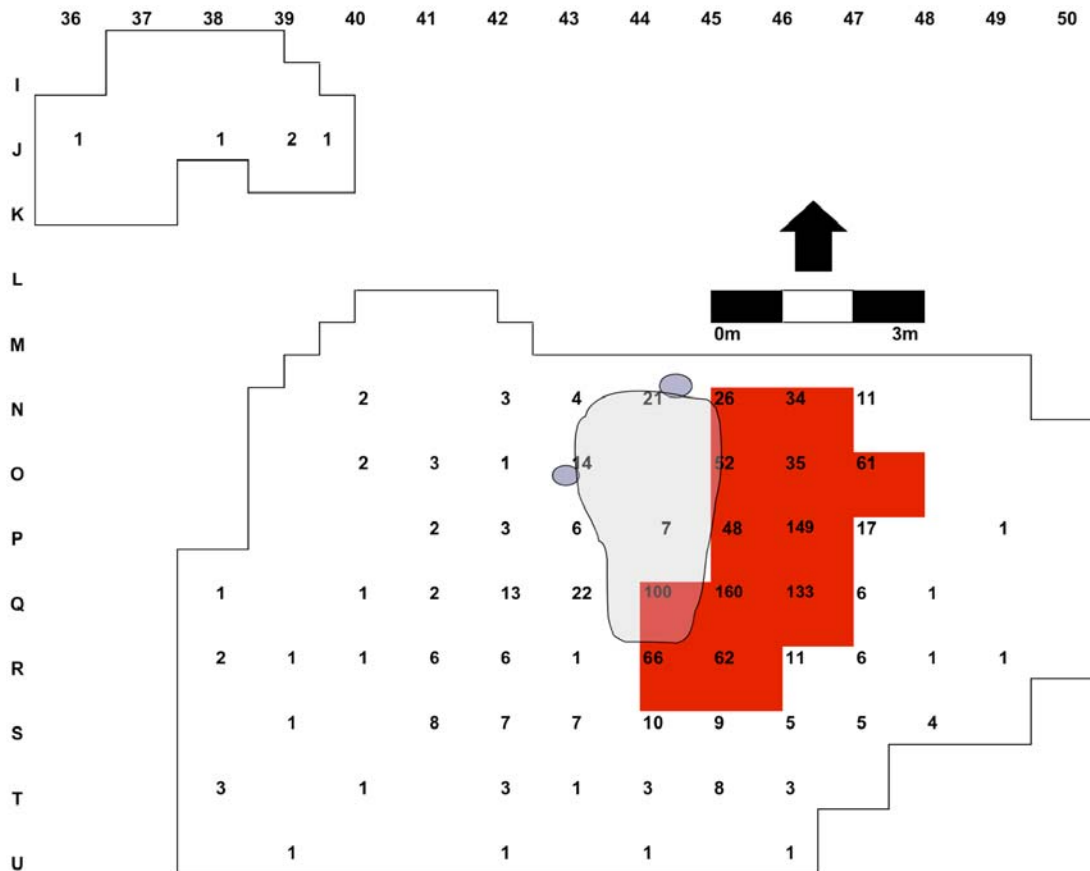 36 37 38 39 40 41 42 43 44 45 46 47 48 49 50
I
J 1 1 2 1
K
L
0m 3m
M
N 2 3 4 21 26 34 11
O 2 3 1 14 52 35 61
P 2 3 6 7 48 149 17 1
Q 1 1 2 13 22 100 160 133 6 1
R 2 1 1 6 6 1 66 62 11 6 1 1
S 1 8 7 7 10 9 5 5 4
T 3 1 3 1 3 8 3
U 1 1 1 1